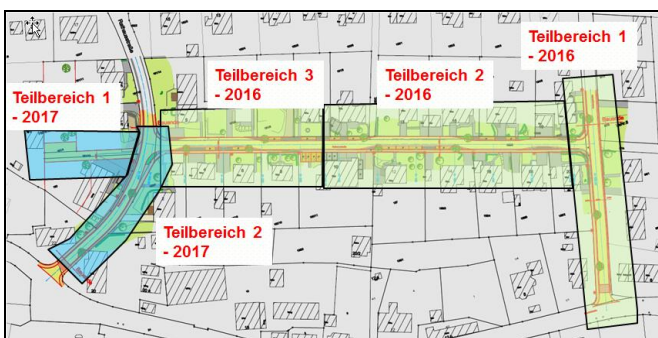 Teilbereich 1
- 2016
Teilbereich 3
- 2016
Teilbereich 2
- 2016
Teilbereich 1
- 2017
Teilbereich 2
- 2017